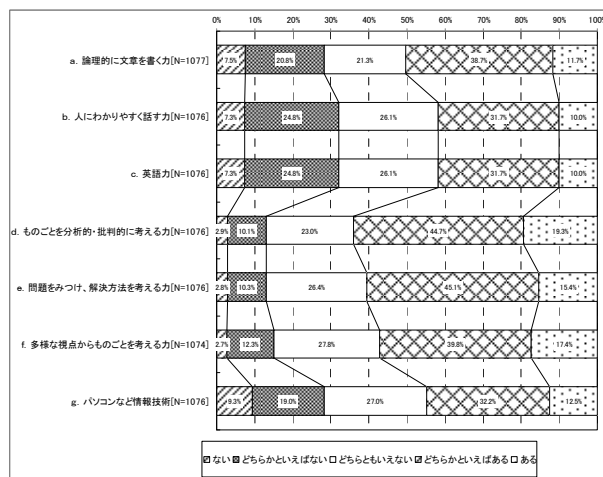 0% 10% 20% 30% 40% 50% 60% 70% 80% 90% 100%
a. 論理的に文章を書く力[N=1077] 7.5% 20.8% 21.3% 38.7% 11.7%
b. 人にわかりやすく話す力[N=1076] 7.3% 24.8% 26.1% 31.7% 10.0%
c. 英語力[N=1076] 7.3% 24.8% 26.1% 31.7% 10.0%
d. ものごとを分析的・批判的に考える力[N=1076] 2.9% 10.1% 23.0% 44.7% 19.3%
e. 問題をみつけ、解決方法を考える力[N=1076] 2.8% 10.3% 26.4% 45.1% 15.4%
f. 多様な視点からものごとを考える力[N=1074] 2.7% 12.3% 27.8% 39.8% 17.4%
g. パソコンなど情報技術[N=1076] 9.3% 19.0% 27.0% 32.2% 12.5%
ない どちらかといえばない どちらともいえない どちらかといえばある ある